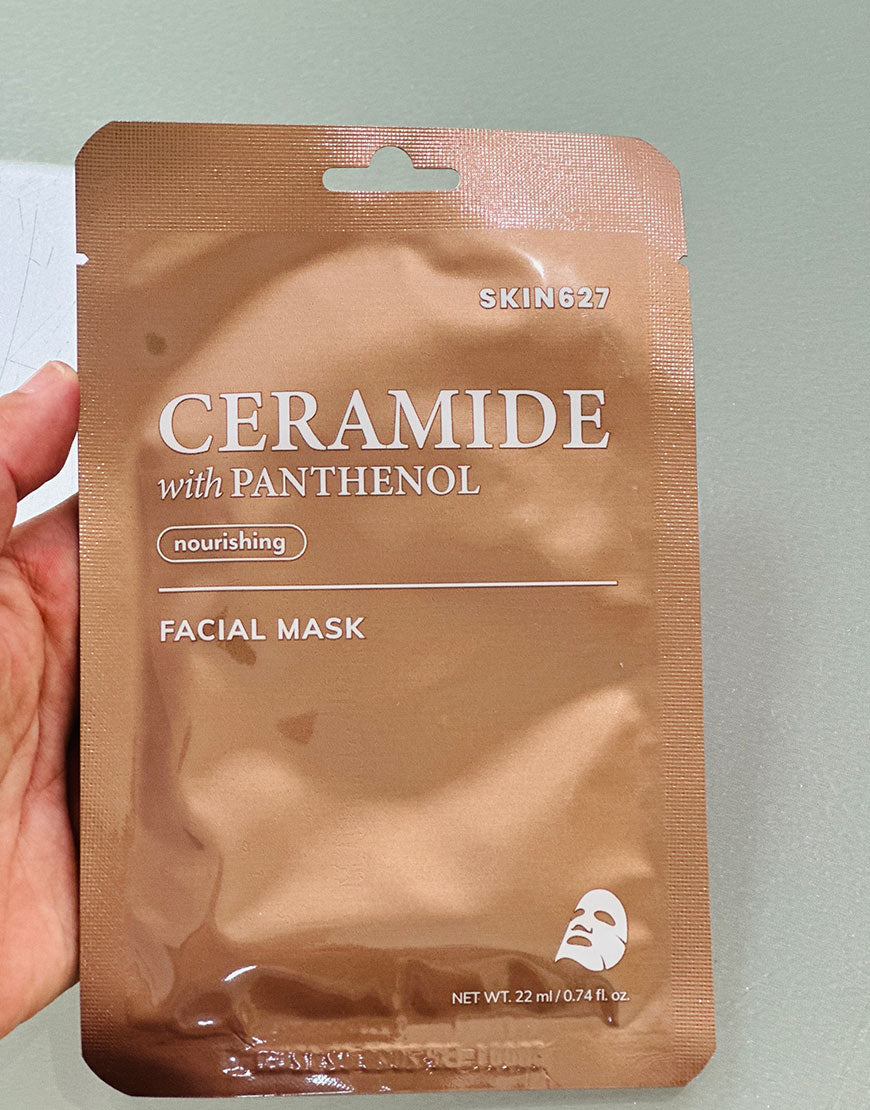 SKIN627
CERAMIDE
with PANTHENOL
nourishing
FACIAL MASK
NET WT. 22 ml / 0.74 fl. oz.